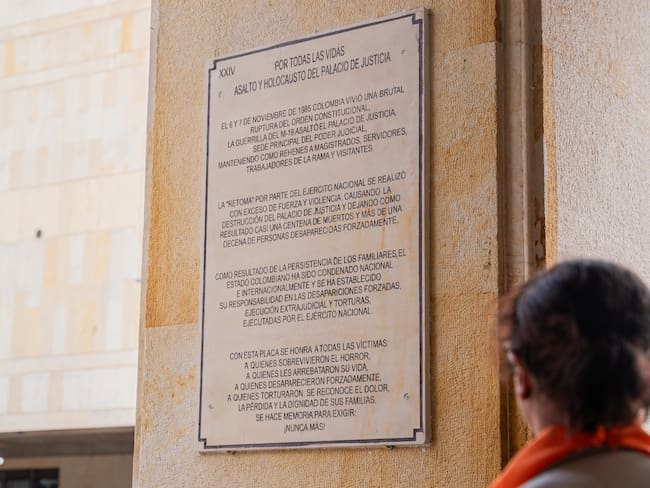 XXIV
POR TODAS LAS VIDAS
ASALTO Y HOLOCAUSTO DEL PALACIO DE JUSTICIA
EL 6 Y 7 DE NOVIEMBRE DE 1985 COLOMBIA VIVIÓ UNA BRUTAL
RUPTURA DEL ORDEN CONSTITUCIONAL,
LA GUERRILLA DEL M-19 ASALTÓ EL PALACIO DE JUSTICIA,
SEDE PRINCIPAL DEL PODER JUDICIAL,
MANTENIENDO COMO REHENES A MAGISTRADOS, SERVIDORES,
TRABAJADORES DE LA RAMA Y VISITANTES.
LA "RETOMA" POR PARTE DEL EJERCITO NACIONAL SE REALIZÓ
CON EXCESO DE FUERZA Y VIOLENCIA, CAUSANDO LA
DESTRUCCIÓN DEL PALACIO DE JUSTICIA Y DEJANDO COMO
RESULTADO CASI UNA CENTENA DE MUERTOS Y MÁS DE UNA
DECENA DE PERSONAS DESAPARECIDAS FORZADAMENTE.
COMO RESULTADO DE LA PERSISTENCIA DE LOS FAMILIARES,EL
ESTADO COLOMBIANO HA SIDO CONDENADO NACIONAL
E INTERNACIONALMENTE Y SE HA ESTABLECIDO
SU RESPONSABILIDAD EN LAS DESAPARICIONES FORZADAS,
EJECUCIÓN EXTRAJUDICIAL Y TORTURAS,
EJECUTADAS POR EL EJÉRCITO NACIONAL.
CON ESTA PLACA SE HONRA A TODAS LAS VÍCTIMAS:
A QUIENES SOBREVIVIERON EL HORROR,
A QUIENES LES ARREBATARON SU VIDA,
A QUIENES DESAPARECIERON FORZADAMENTE,
A QUIENES TORTURARON. SE RECONOCE EL DOLOR,
LA PÉRDIDA Y LA DIGNIDAD DE SUS FAMILIAS.
SE HACE MEMORIA PARA EXIGIR:
¡NUNCA MÁS!